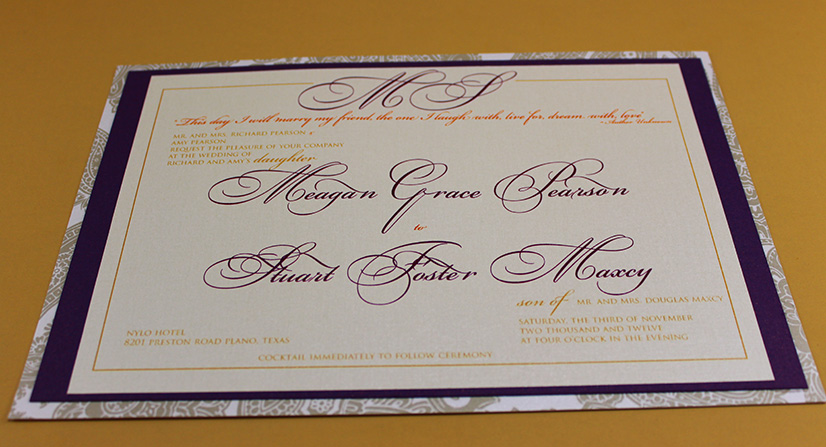 MS
"This day I will marry my friend, the one I laugh with, live for, dream with, love"
-Author Unknown
MR. AND MRS. RICHARD PEARSON &
AMY PEARSON
REQUEST THE PLEASURE OF YOUR COMPANY
AT THE WEDDING OF
RICHARD AND AMY'S daughter
Meagan Grace Pearson
to
Stuart Foster Maxcy
son of MR. AND MRS. DOUGLAS MAXCY
SATURDAY, THE THIRD OF NOVEMBER
TWO THOUSAND AND TWELVE
AT FOUR O'CLOCK IN THE EVENING
NYLO HOTEL
8201 PRESTON ROAD PLANO, TEXAS
COCKTAIL IMMEDIATELY TO FOLLOW CEREMONY